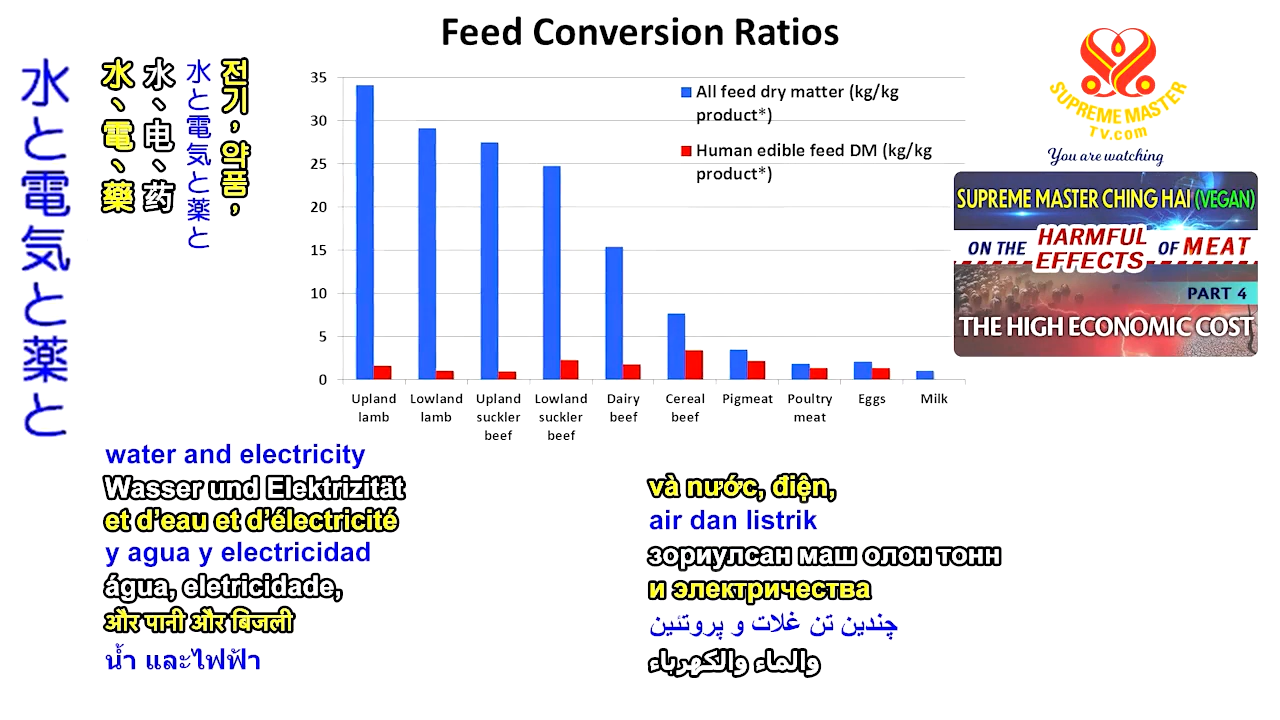 Feed Conversion Ratios
水と電気と薬と
水、電、藥
水、电、药
水と電気と薬と
전기, 약품,
35
30
25
20
15
10
5
0
All feed dry matter (kg/kg
product*)
Human edible feed DM (kg/kg
product*)
Upland
lamb
Lowland
lamb
Upland
suckler
beef
Lowland
suckler
beef
Dairy
beef
Cereal
beef
Pigmeat
Poultry
meat
Eggs
Milk
SUPREME MASTER
TV.com
You are watching
SUPREME MASTER CHING HAI (VEGAN)
ON THE HARMFUL EFFECTS OF MEAT
PART 4
THE HIGH ECONOMIC COST
water and electricity
Wasser und Elektrizität
et d'eau et d'électricité
y agua y electricidad
água, eletricidade,
और पानी और बिजली
น้ำ และไฟฟ้า
và nước, điện,
air dan listrik
зориулсан маш олон тонн
и электричества
چندین تن غلات و پروتئین
والماء والكهرباء